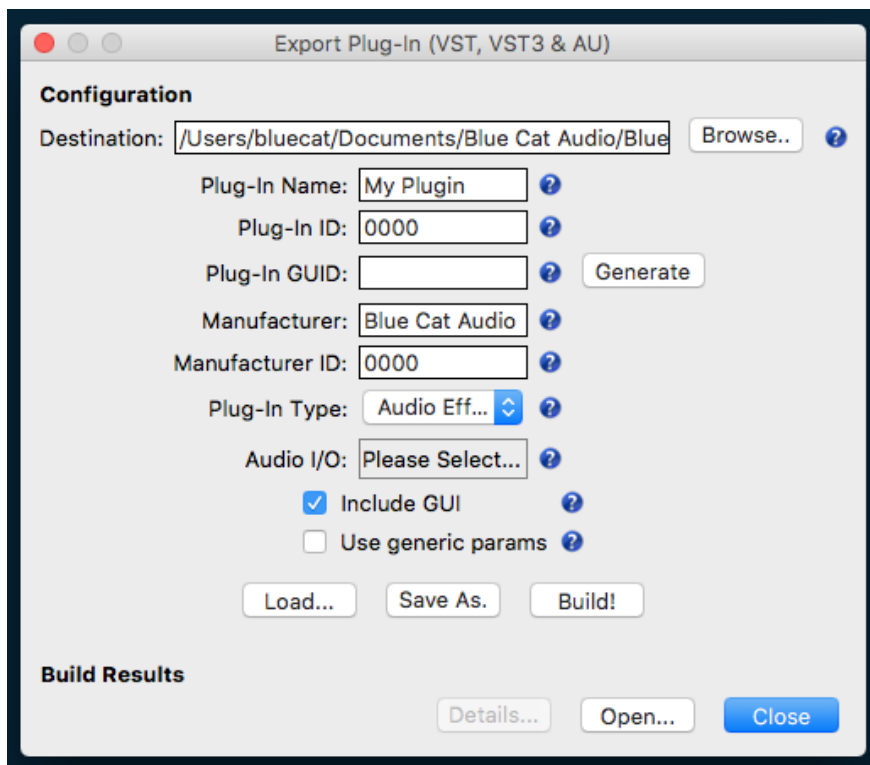 Export Plug-In (VST, VST3 & AU)
Configuration
Destination: /Users/bluecat/Documents/Blue Cat Audio/Blue Browse.. ?
Plug-In Name: My Plugin ?
Plug-In ID: 0000 ?
Plug-In GUID: ? Generate
Manufacturer: Blue Cat Audio ?
Manufacturer ID: 0000 ?
Plug-In Type: Audio Eff... ?
Audio I/O: Please Select... ?
Include GUI ?
Use generic params ?
Load... Save As. Build!
Build Results
Details... Open... Close